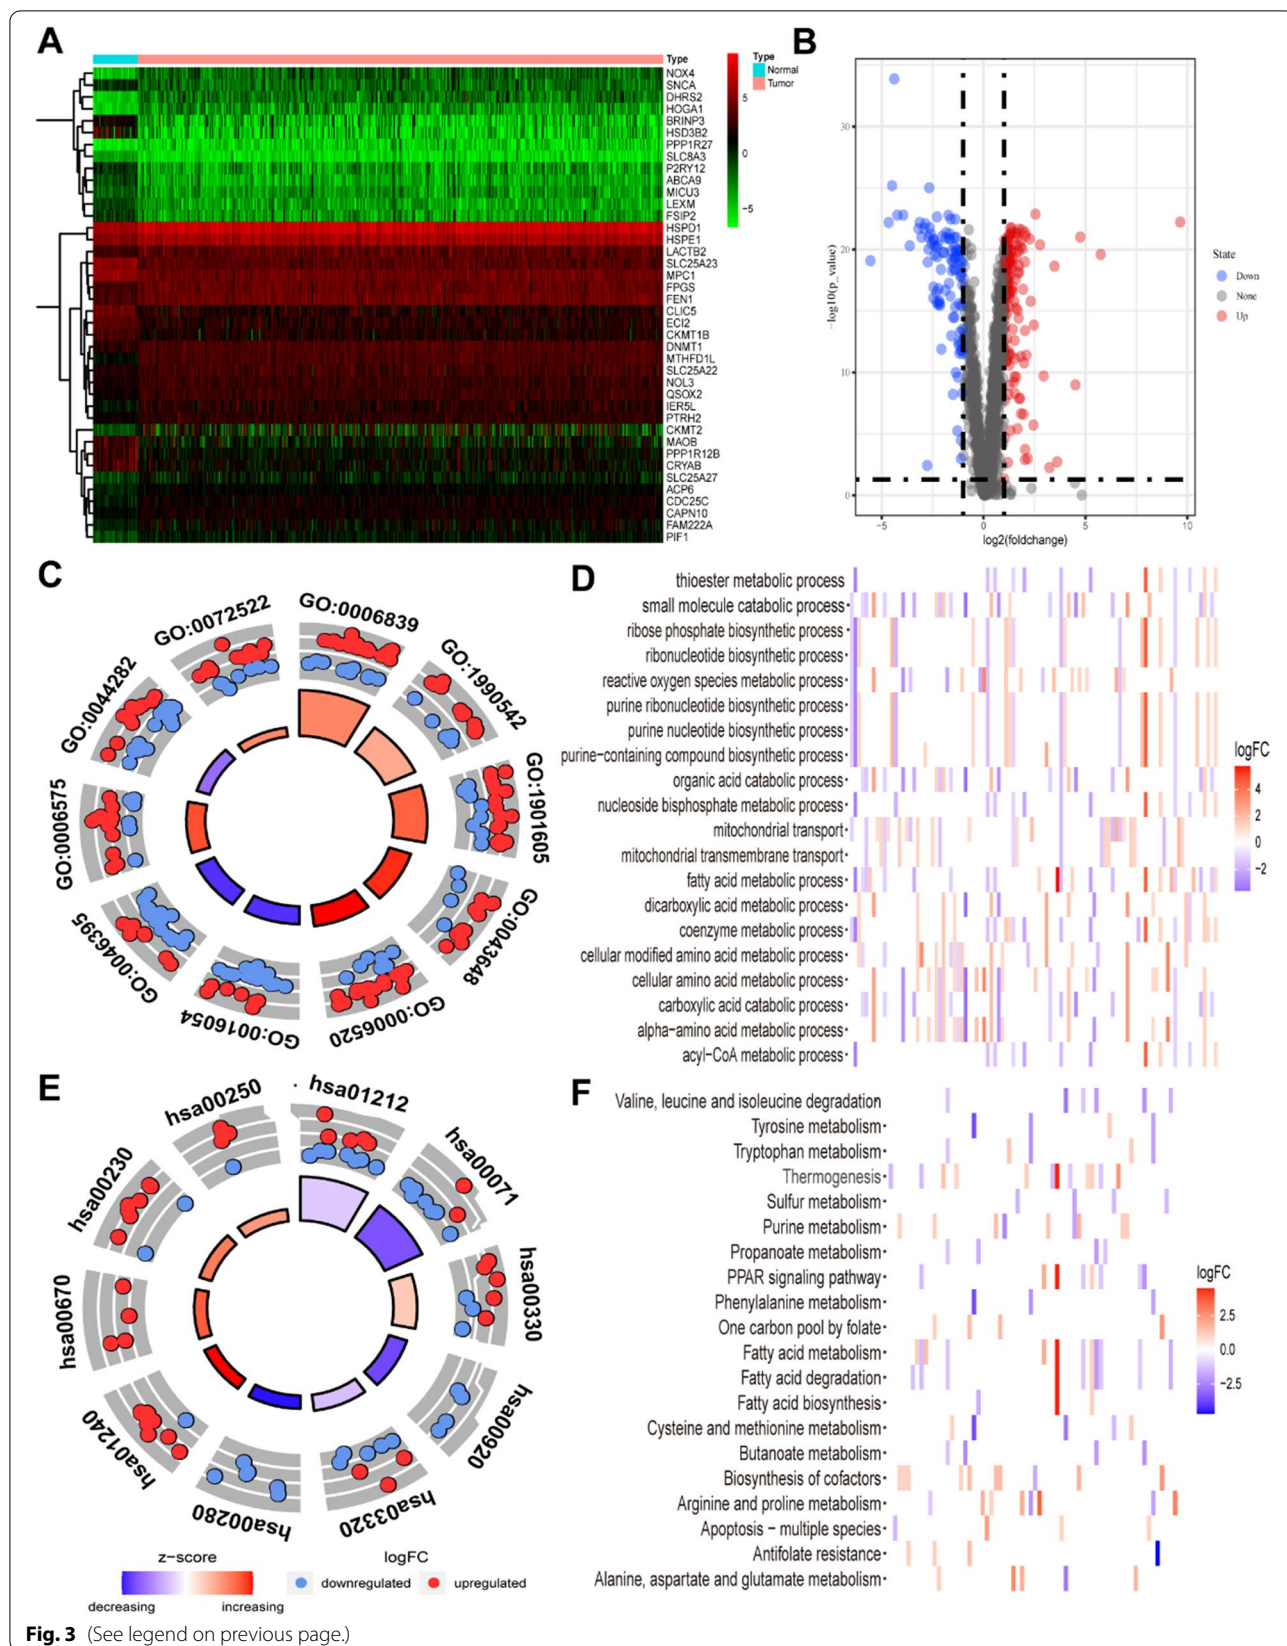 A
Type
NOX4
SNCA
DHRS2
HOGA1
BRINP3
HSD3B2
PPP1R27
SLC8A3
P2RY12
ABCA9
MICU3
LEXM
FSIP2
HSPD1
HSPE1
LACTB2
SLC25A23
MPC1
FPGS
FEN1
CLIC5
ECI2
CKMT1B
DNMT1
MTHFD1L
SLC25A22
NOL3
QSOX2
IER5L
PTRH2
CKMT2
MAOB
PPP1R12B
CRYAB
SLC25A27
ACP6
CDC25C
CAPN10
FAM222A
PIF1
5
0
−5
Type
Normal
Tumor
B
30
20
10
0
−log10(p_value)
−5
0
5
10
log2(foldchange)
State
Down
None
Up
C
GO:0006839
GO:1990542
GO:1901605
GO:0043648
GO:0006520
GO:0016054
GO:0046395
GO:0006575
GO:0044282
GO:0072522
D
thioester metabolic process
small molecule catabolic process
ribose phosphate biosynthetic process
ribonucleotide biosynthetic process
reactive oxygen species metabolic process
purine ribonucleotide biosynthetic process
purine nucleotide biosynthetic process
purine−containing compound biosynthetic process
organic acid catabolic process
nucleoside bisphosphate metabolic process
mitochondrial transport
mitochondrial transmembrane transport
fatty acid metabolic process
dicarboxylic acid metabolic process
coenzyme metabolic process
cellular modified amino acid metabolic process
cellular amino acid metabolic process
carboxylic acid catabolic process
alpha−amino acid metabolic process
acyl−CoA metabolic process
logFC
4
2
0
−2
E
hsa01212
hsa00071
hsa00330
hsa00920
hsa03320
hsa00280
hsa01240
hsa00670
hsa00230
hsa00250
z−score
decreasing
increasing
logFC
downregulated
upregulated
F
Valine, leucine and isoleucine degradation
Tyrosine metabolism
Tryptophan metabolism
Thermogenesis
Sulfur metabolism
Purine metabolism
Propanoate metabolism
PPAR signaling pathway
Phenylalanine metabolism
One carbon pool by folate
Fatty acid metabolism
Fatty acid degradation
Fatty acid biosynthesis
Cysteine and methionine metabolism
Butanoate metabolism
Biosynthesis of cofactors
Arginine and proline metabolism
Apoptosis − multiple species
Antifolate resistance
Alanine, aspartate and glutamate metabolism
logFC
2.5
0.0
−2.5
Fig. 3 (See legend on previous page.)